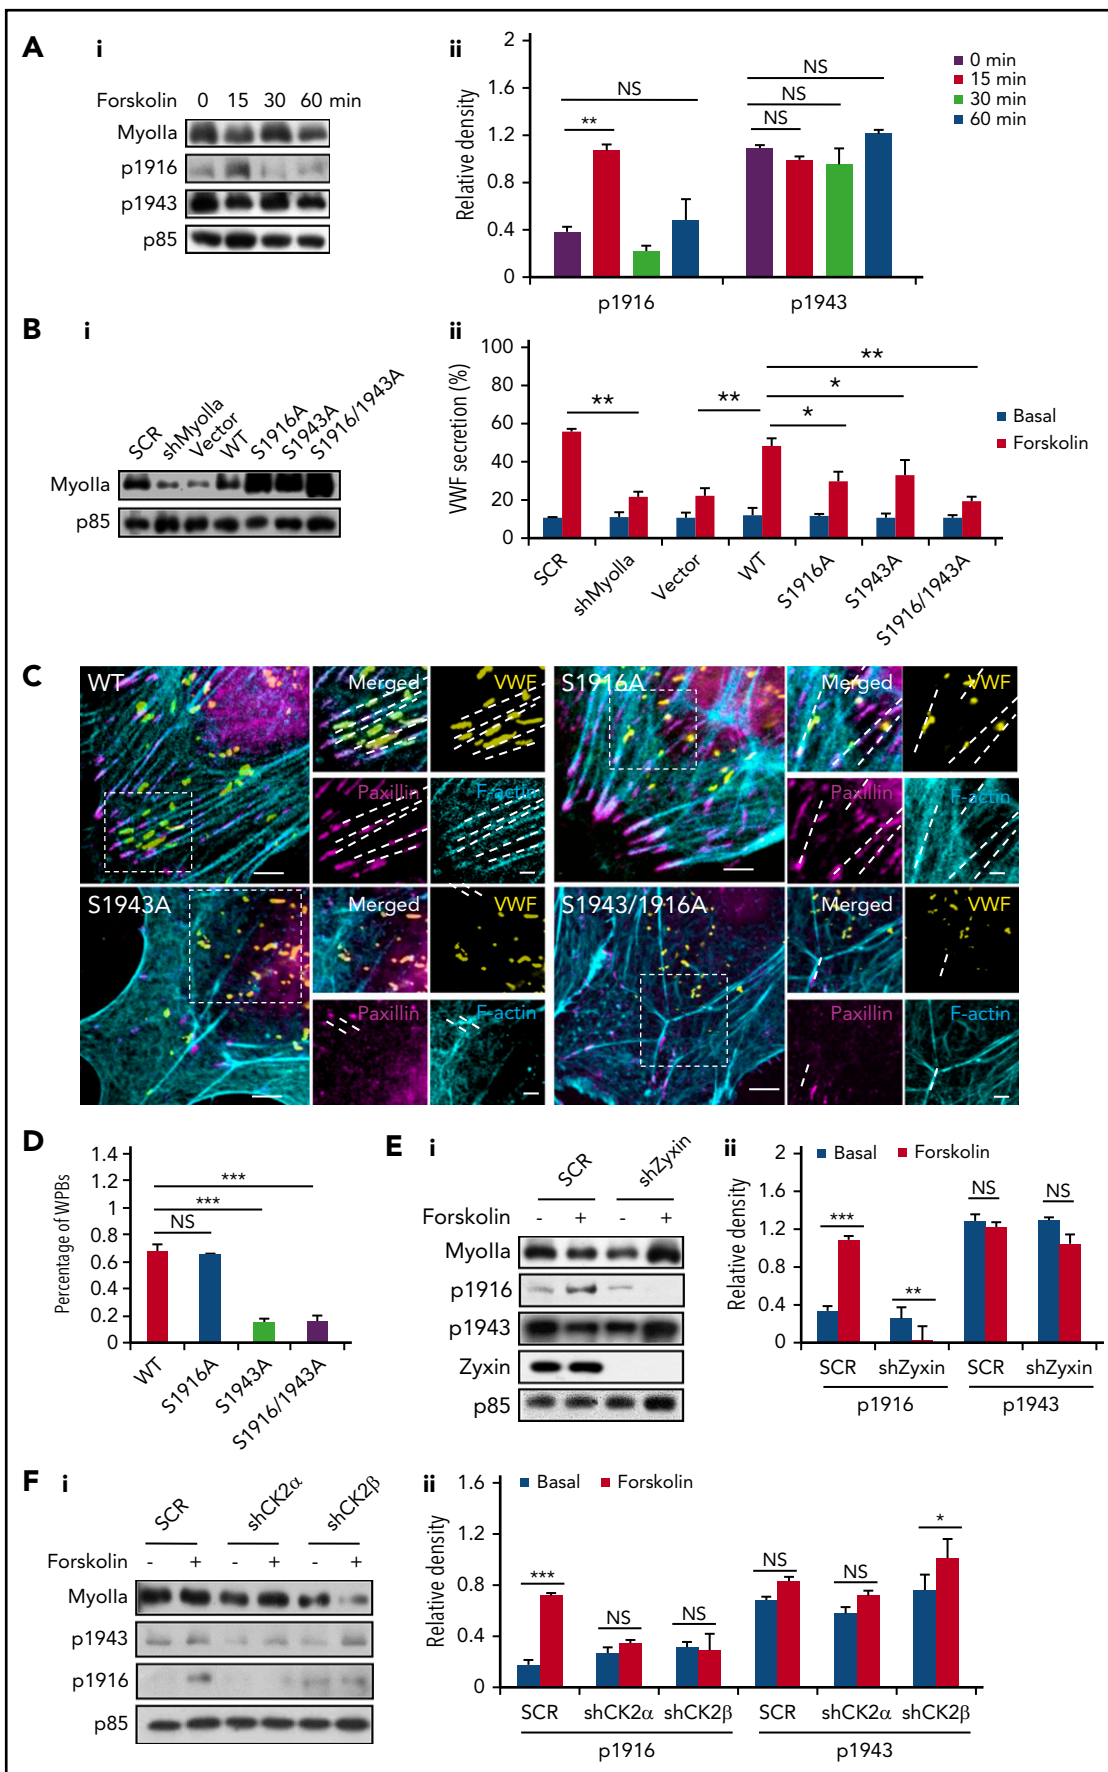 A
i
Forskolin 0 15 30 60 min
MyoIIa
p1916
p1943
p85
ii
Relative density
2
1.6
1.2
0.8
0.4
0
NS
**
NS
NS
NS
p1916
p1943
0 min
15 min
30 min
60 min
B
i
SCR
shMyoIIa
Vector
WT
S1916A
S1943A
S1916/1943A
MyoIIa
p85
ii
VWF secretion (%)
100
80
60
40
20
0
**
**
**
*
*
Basal
Forskolin
SCR
shMyoIIa
Vector
WT
S1916A
S1943A
S1916/1943A
C
WT
Merged
VWF
Paxillin
F-actin
S1916A
Merged
VWF
Paxillin
F-actin
S1943A
Merged
VWF
Paxillin
F-actin
S1943/1916A
Merged
VWF
Paxillin
F-actin
D
Percentage of WPBs
1.4
1.2
1
0.8
0.6
0.4
0.2
0
***
***
NS
WT
S1916A
S1943A
S1916/1943A
E
i
SCR
shZyxin
Forskolin - + - +
MyoIIa
p1916
p1943
Zyxin
p85
ii
Basal
Forskolin
Relative density
2
1.6
1.2
0.8
0.4
0
***
**
NS
NS
SCR shZyxin SCR shZyxin
p1916
p1943
F
i
SCR
shCK2α
shCK2β
Forskolin - + - + - +
MyoIIa
p1943
p1916
p85
ii
Basal
Forskolin
Relative density
1.6
1.2
0.8
0.4
0
***
NS
NS
NS
NS
*
SCR shCK2α shCK2β SCR shCK2α shCK2β
p1916
p1943